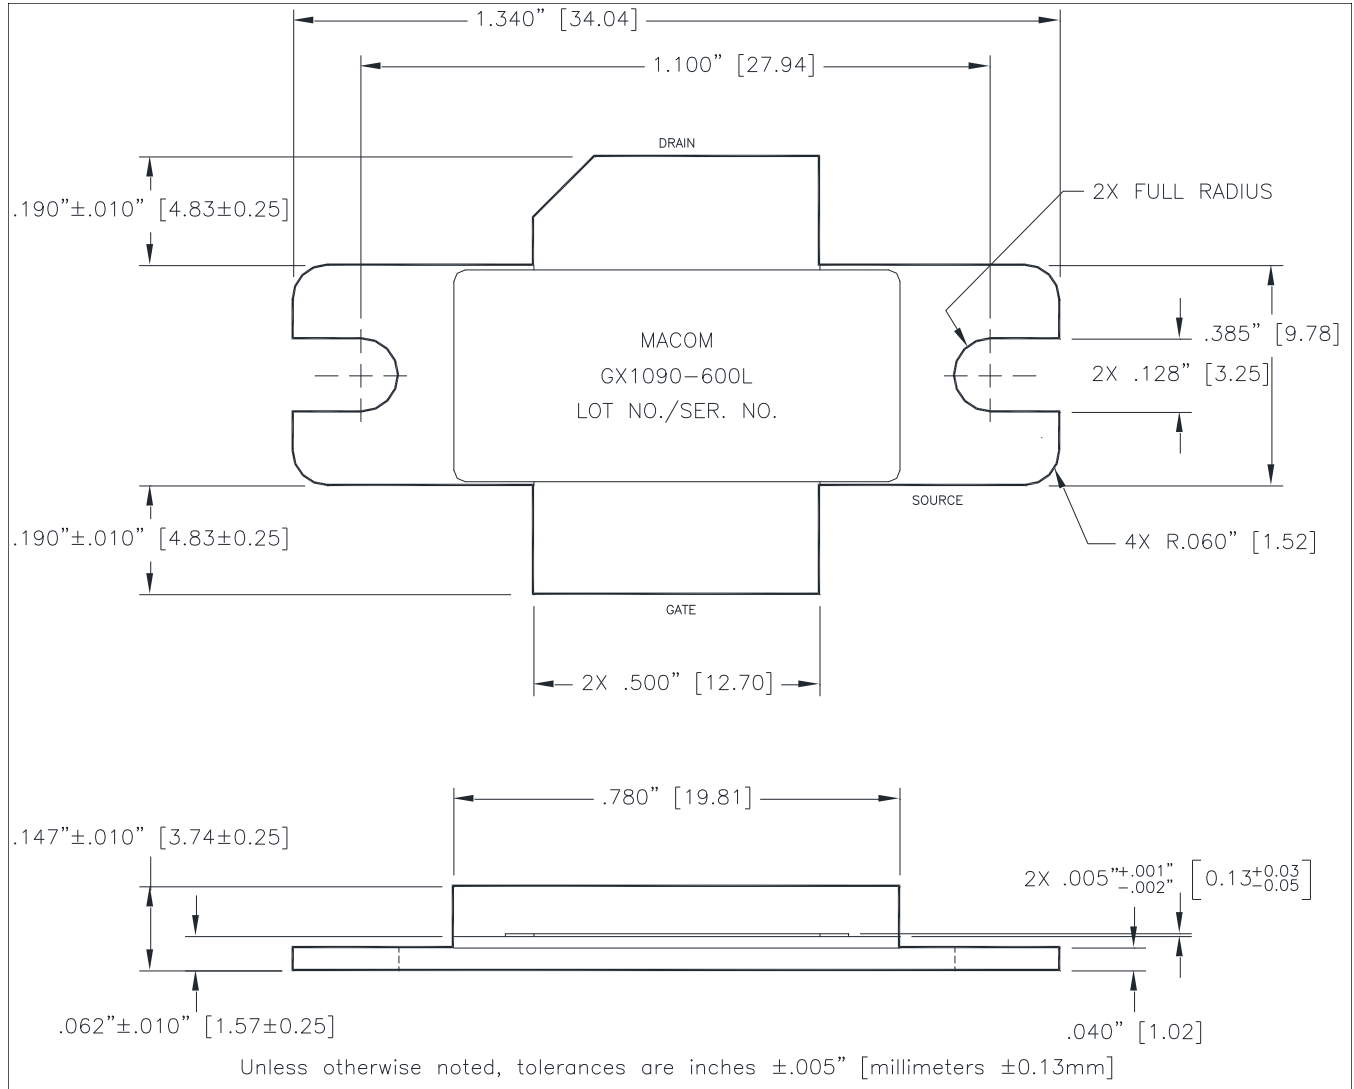 1.340” [34.04]
1.100” [27.94]
DRAIN
2X FULL RADIUS
.190”±.010” [4.83±0.25]
.385” [9.78]
MACOM
2X .128” [3.25]
GX1090-600L
LOT NO./SER. NO.
SOURCE
.190”±.010” [4.83±0.25]
4X R.060” [1.52]
GATE
2X .500” [12.70]
.780” [19.81]
.147”±.010” [3.74±0.25]
2X .005”+.001” -.002” [0.13+0.03 -0.05]
.062”±.010” [1.57±0.25]
.040” [1.02]
Unless otherwise noted, tolerances are inches ±.005” [millimeters ±0.13mm]